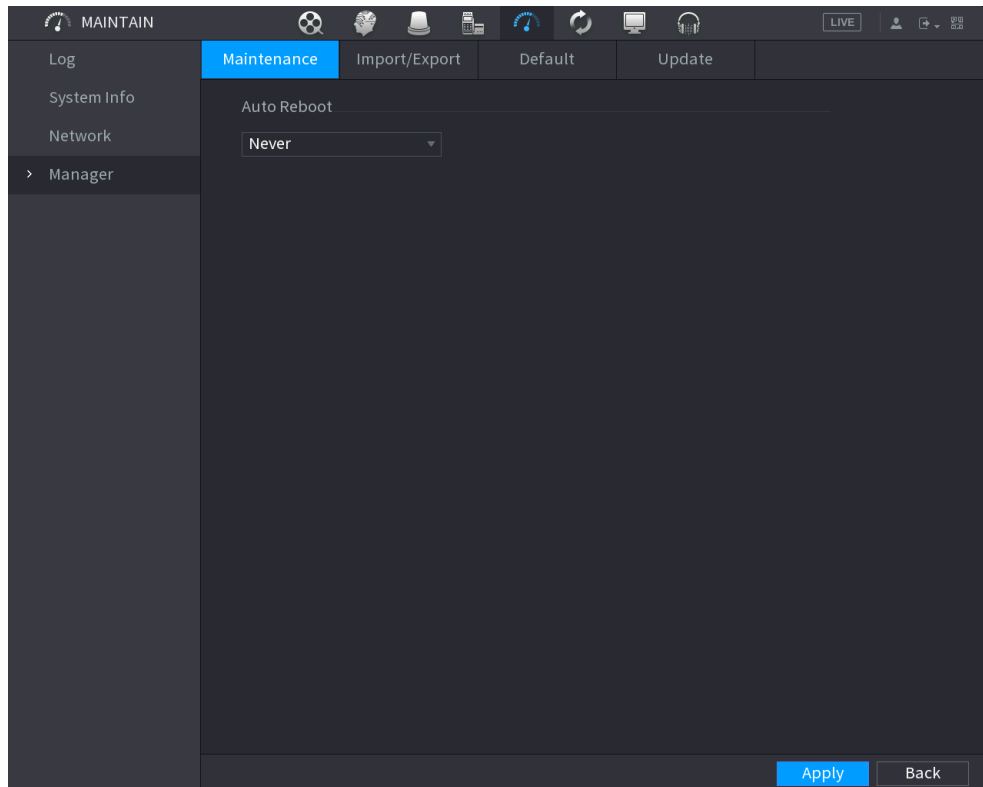 MAINTAIN
LIVE
Log
System Info
Network
Manager
Maintenance Import/Export Default Update
Auto Reboot
Never
Apply Back